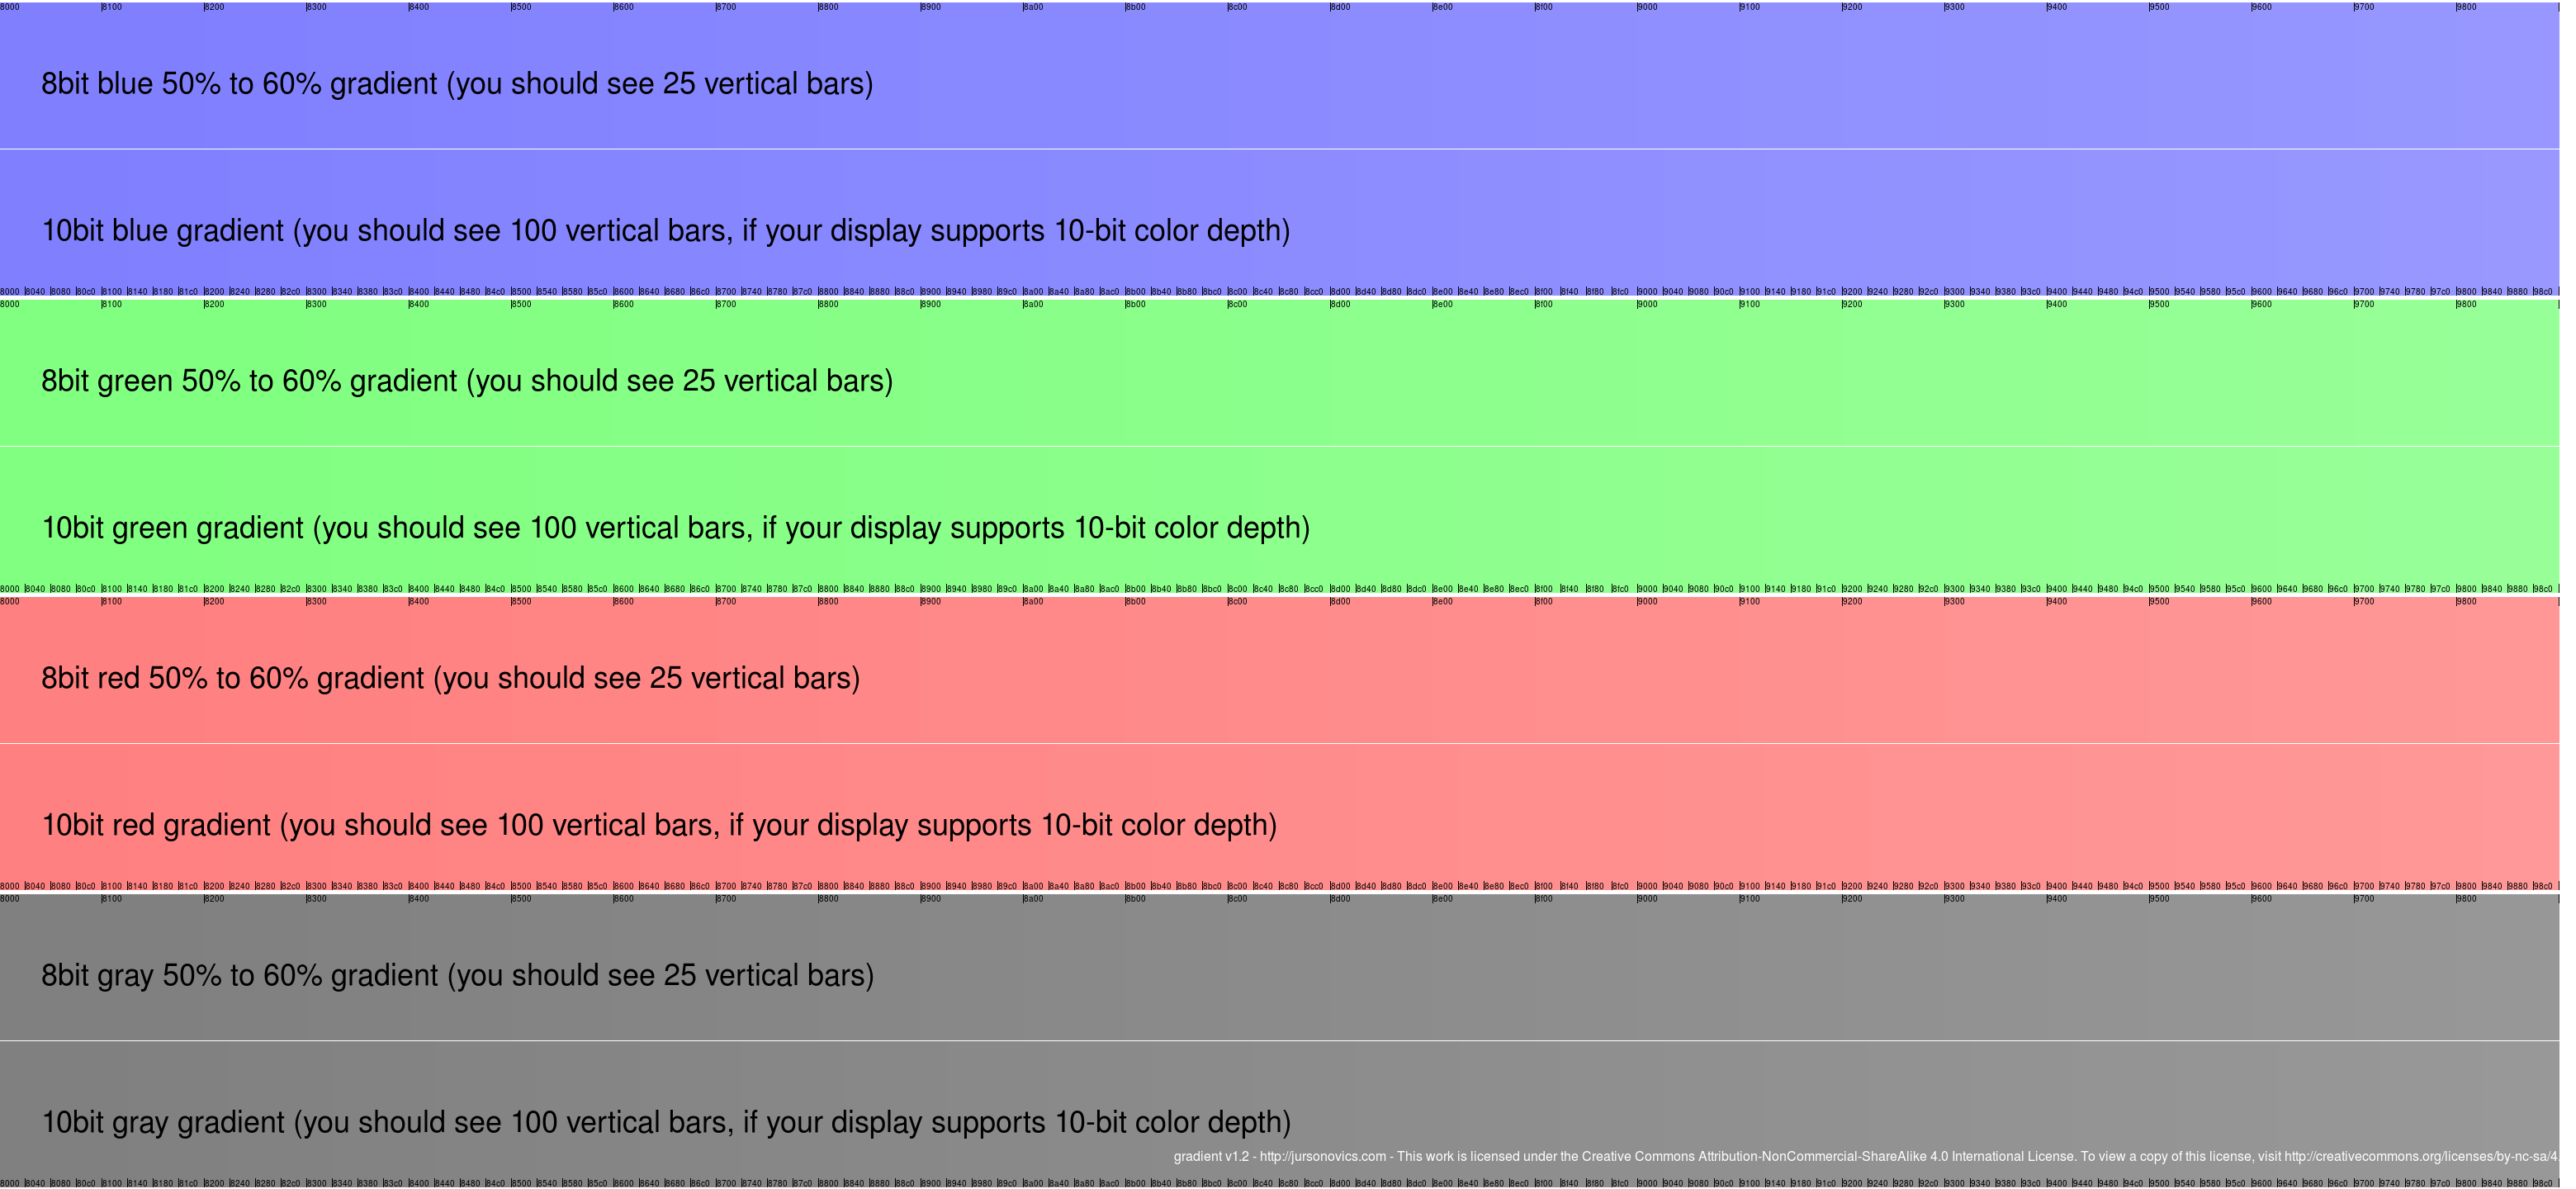 8000 8100 8200 8300 8400 8500 8600 8700 8800 8900 8a00 8b00 8c00 8d00 8e00 8f00 9000 9100 9200 9300 9400 9500 9600 9700 9800
8bit blue 50% to 60% gradient (you should see 25 vertical bars)
10bit blue gradient (you should see 100 vertical bars, if your display supports 10-bit color depth)
8000 8040 8080 80c0 8100 8140 8180 81c0 8200 8240 8280 82c0 8300 8340 8380 83c0 8400 8440 8480 84c0 8500 8540 8580 85c0 8600 8640 8680 86c0 8700 8740 8780 87c0 8800 8840 8880 88c0 8900 8940 8980 89c0 8a00 8a40 8a80 8ac0 8b00 8b40 8b80 8bc0 8c00 8c40 8c80 8cc0 8d00 8d40 8d80 8dc0 8e00 8e40 8e80 8ec0 8f00 8f40 8f80 8fc0 9000 9040 9080 90c0 9100 9140 9180 91c0 9200 9240 9280 92c0 9300 9340 9380 93c0 9400 9440 9480 94c0 9500 9540 9580 95c0 9600 9640 9680 96c0 9700 9740 9780 97c0 9800 9840 9880 98c0
8000 8100 8200 8300 8400 8500 8600 8700 8800 8900 8a00 8b00 8c00 8d00 8e00 8f00 9000 9100 9200 9300 9400 9500 9600 9700 9800
8bit green 50% to 60% gradient (you should see 25 vertical bars)
10bit green gradient (you should see 100 vertical bars, if your display supports 10-bit color depth)
8000 8040 8080 80c0 8100 8140 8180 81c0 8200 8240 8280 82c0 8300 8340 8380 83c0 8400 8440 8480 84c0 8500 8540 8580 85c0 8600 8640 8680 86c0 8700 8740 8780 87c0 8800 8840 8880 88c0 8900 8940 8980 89c0 8a00 8a40 8a80 8ac0 8b00 8b40 8b80 8bc0 8c00 8c40 8c80 8cc0 8d00 8d40 8d80 8dc0 8e00 8e40 8e80 8ec0 8f00 8f40 8f80 8fc0 9000 9040 9080 90c0 9100 9140 9180 91c0 9200 9240 9280 92c0 9300 9340 9380 93c0 9400 9440 9480 94c0 9500 9540 9580 95c0 9600 9640 9680 96c0 9700 9740 9780 97c0 9800 9840 9880 98c0
8000 8100 8200 8300 8400 8500 8600 8700 8800 8900 8a00 8b00 8c00 8d00 8e00 8f00 9000 9100 9200 9300 9400 9500 9600 9700 9800
8bit red 50% to 60% gradient (you should see 25 vertical bars)
10bit red gradient (you should see 100 vertical bars, if your display supports 10-bit color depth)
8000 8040 8080 80c0 8100 8140 8180 81c0 8200 8240 8280 82c0 8300 8340 8380 83c0 8400 8440 8480 84c0 8500 8540 8580 85c0 8600 8640 8680 86c0 8700 8740 8780 87c0 8800 8840 8880 88c0 8900 8940 8980 89c0 8a00 8a40 8a80 8ac0 8b00 8b40 8b80 8bc0 8c00 8c40 8c80 8cc0 8d00 8d40 8d80 8dc0 8e00 8e40 8e80 8ec0 8f00 8f40 8f80 8fc0 9000 9040 9080 90c0 9100 9140 9180 91c0 9200 9240 9280 92c0 9300 9340 9380 93c0 9400 9440 9480 94c0 9500 9540 9580 95c0 9600 9640 9680 96c0 9700 9740 9780 97c0 9800 9840 9880 98c0
8000 8100 8200 8300 8400 8500 8600 8700 8800 8900 8a00 8b00 8c00 8d00 8e00 8f00 9000 9100 9200 9300 9400 9500 9600 9700 9800
8bit gray 50% to 60% gradient (you should see 25 vertical bars)
10bit gray gradient (you should see 100 vertical bars, if your display supports 10-bit color depth)
gradient v1.2 - http://jursonovics.com - This work is licensed under the Creative Commons Attribution-NonCommercial-ShareAlike 4.0 International License. To view a copy of this license, visit http://creativecommons.org/licenses/by-nc-sa/4
8000 8040 8080 80c0 8100 8140 8180 81c0 8200 8240 8280 82c0 8300 8340 8380 83c0 8400 8440 8480 84c0 8500 8540 8580 85c0 8600 8640 8680 86c0 8700 8740 8780 87c0 8800 8840 8880 88c0 8900 8940 8980 89c0 8a00 8a40 8a80 8ac0 8b00 8b40 8b80 8bc0 8c00 8c40 8c80 8cc0 8d00 8d40 8d80 8dc0 8e00 8e40 8e80 8ec0 8f00 8f40 8f80 8fc0 9000 9040 9080 90c0 9100 9140 9180 91c0 9200 9240 9280 92c0 9300 9340 9380 93c0 9400 9440 9480 94c0 9500 9540 9580 95c0 9600 9640 9680 96c0 9700 9740 9780 97c0 9800 9840 9880 98c0